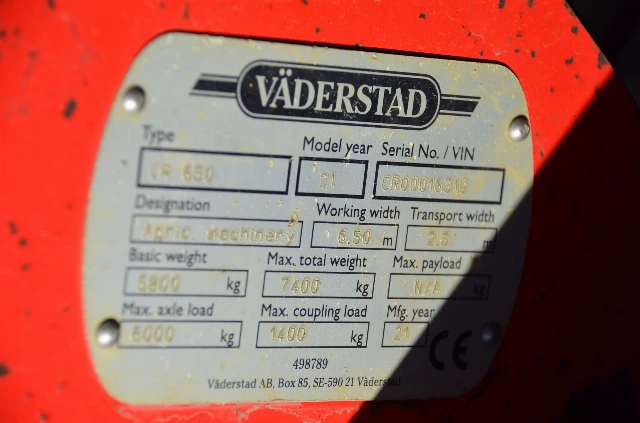 VÄDERSTAD
Type Model year Serial No. / VIN
CR 650 21 CR00016319
Designation Working width Transport width
Agric. machinery 6.50 m 2.5 m
Basic weight Max. total weight Max. payload
5800 kg 7400 kg N/A kg
Max. axle load Max. coupling load Mfg. year
6000 kg 1400 kg 21 CE
498789
Väderstad AB, Box 85, SE-590 21 Väderstad